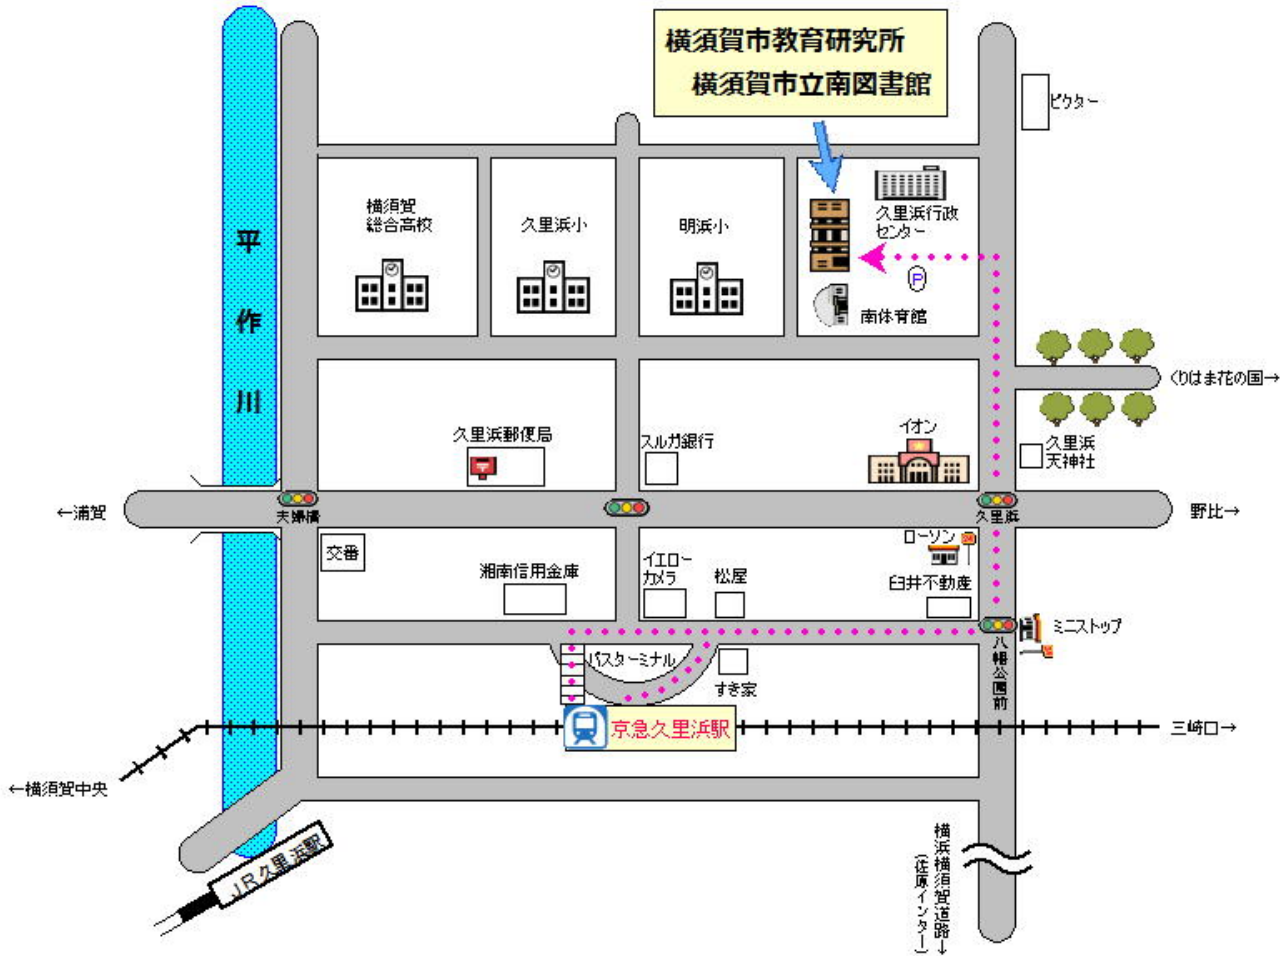 横須賀市教育研究所
横須賀市立南図書館
ビクター
横須賀
総合高校
久里浜小
明浜小
久里浜行政
センター
P
南体育館
平作川
くりはま花の国→
久里浜郵便局
スルガ銀行
イオン
久里浜
天神社
←浦賀
夫婦橋
久里浜
野比→
交番
湘南信用金庫
イエロー
カメラ
松屋
ローソン
臼井不動産
ミニストップ
八幡公園前
バスターミナル
すき家
京急久里浜駅
三崎口→
←横須賀中央
JR久里浜駅
横浜横須賀道路→
(佐原インター)